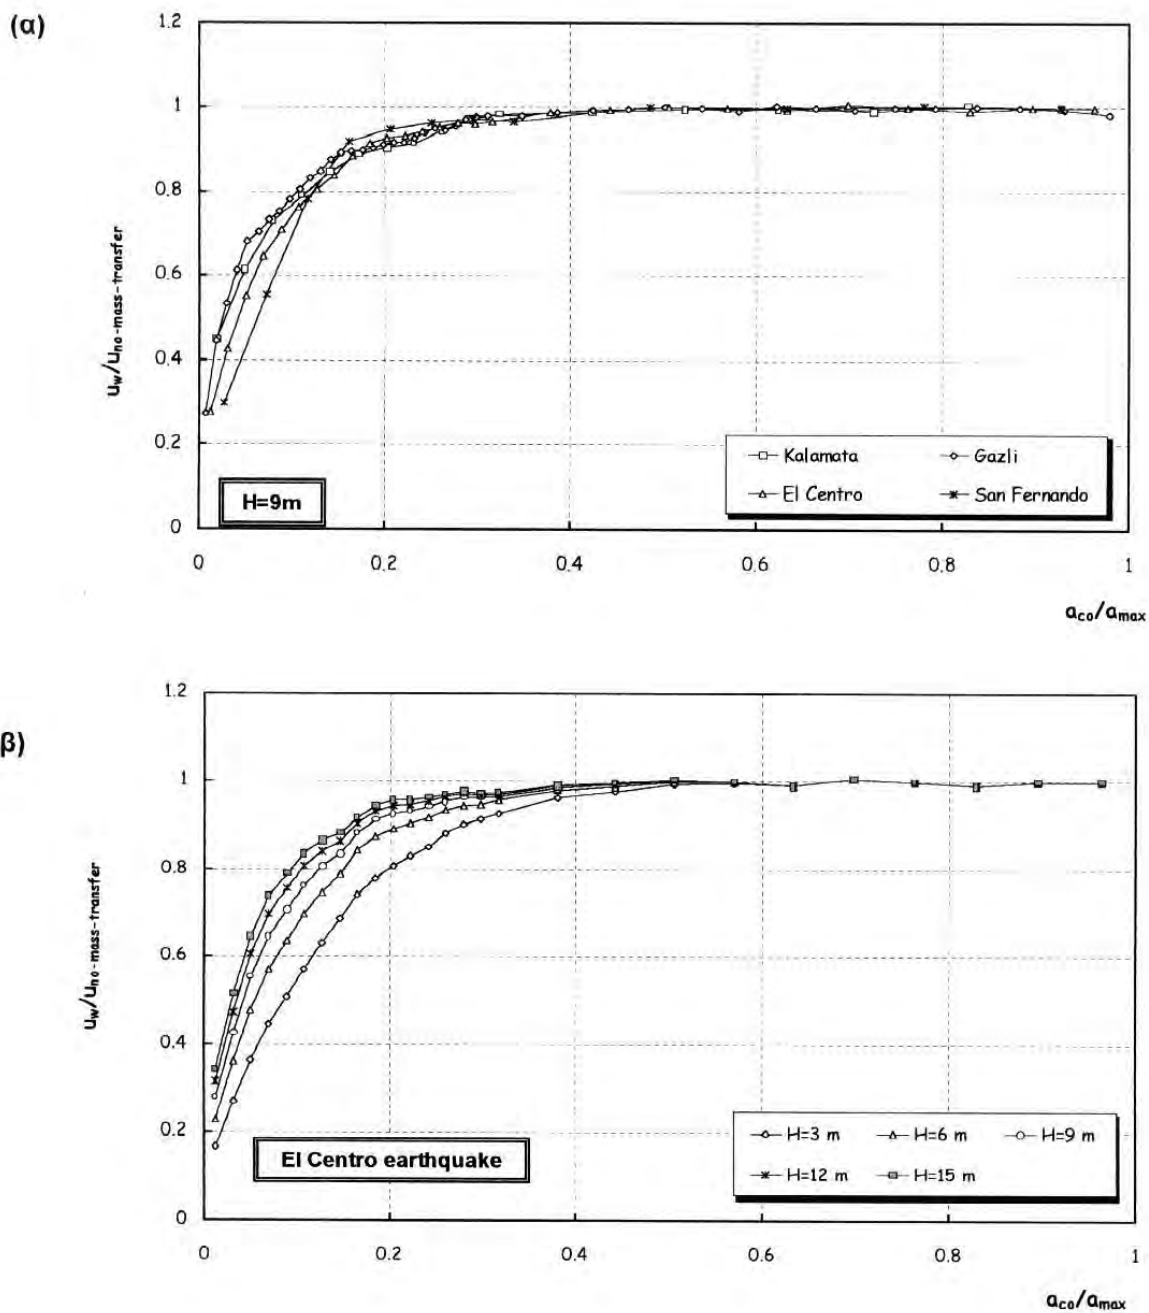 (α)
1.2
1
0.8
0.6
0.4
0.2
0
u_w/u_no-mass-transfer
H=9m
Kalamata
Gazli
El Centro
San Fernando
0 0.2 0.4 0.6 0.8 1
a_co/a_max
β)
1.2
1
0.8
0.6
0.4
0.2
0
u_w/u_no-mass-transfer
El Centro earthquake
H=3 m H=6 m H=9 m
H=12 m H=15 m
0 0.2 0.4 0.6 0.8 1
a_co/a_max